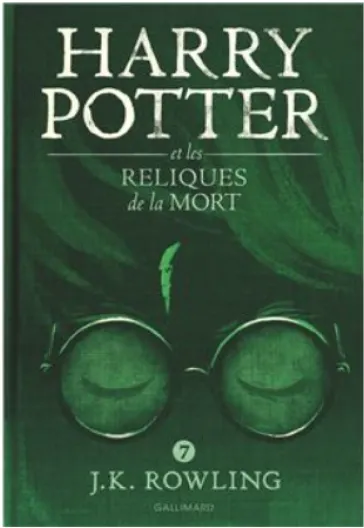 HARRY
POTTER
et les
RELIQUES
de la MORT
7
J.K. ROWLING
GALLIMARD